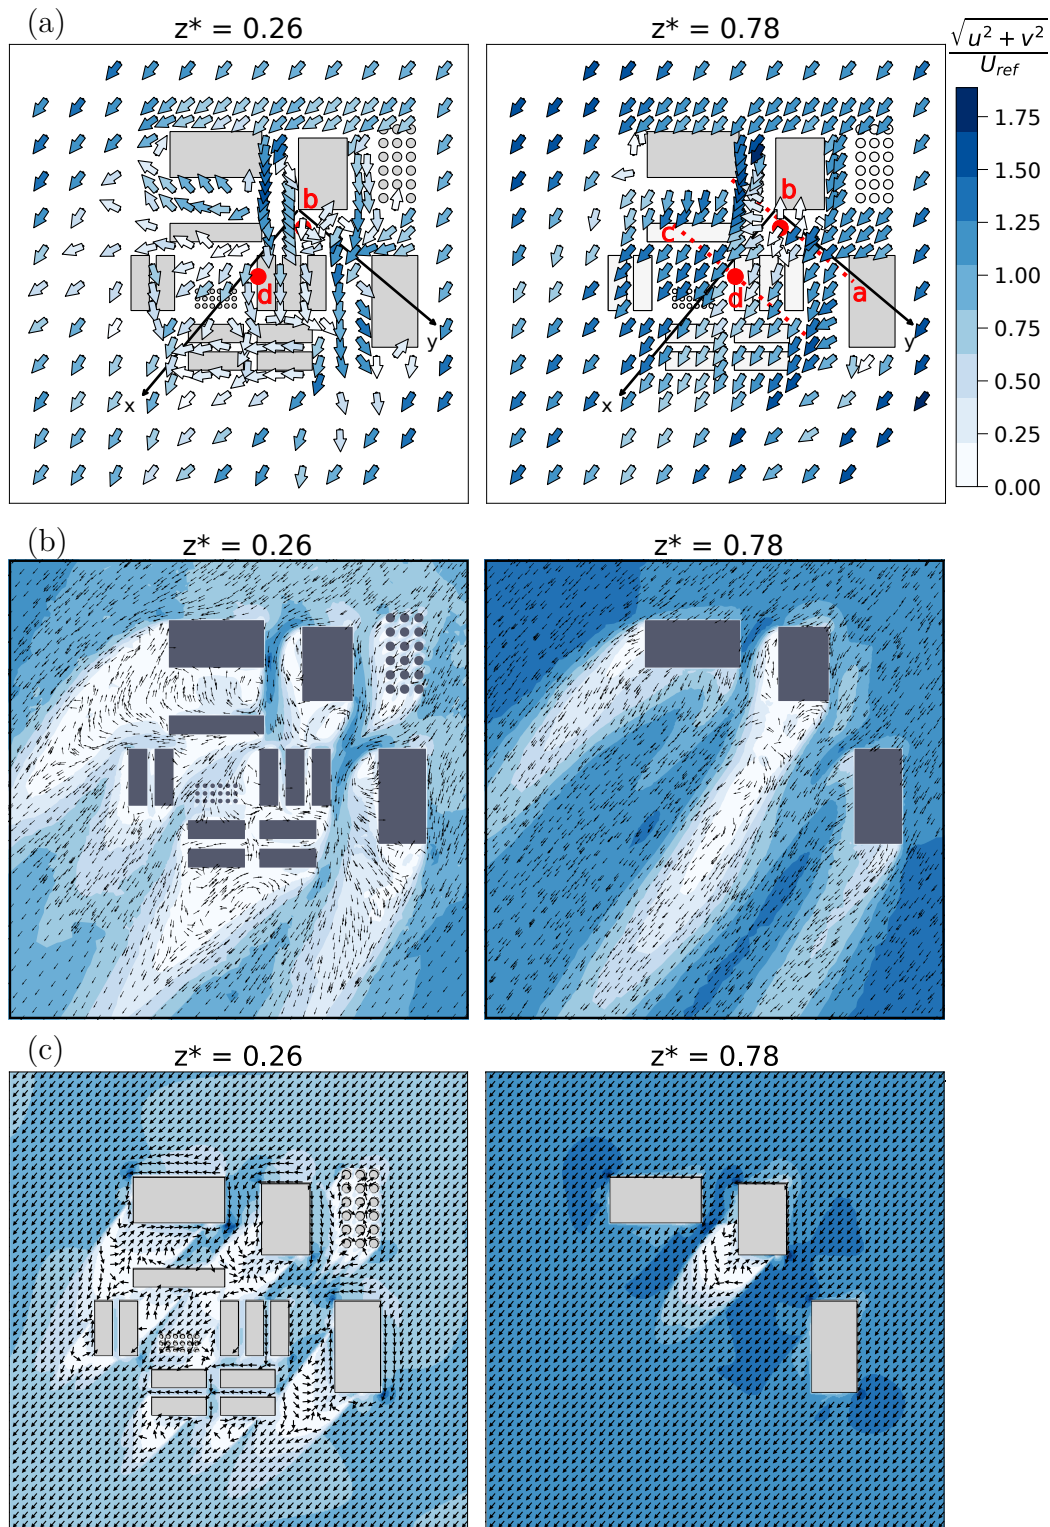 (a)
z* = 0.26
z* = 0.78
√u² + v²
U_ref
1.75
1.50
1.25
1.00
0.75
0.50
0.25
0.00
b
d
x
y
b
c
a
d
x
y
(b)
z* = 0.26
z* = 0.78
(c)
z* = 0.26
z* = 0.78